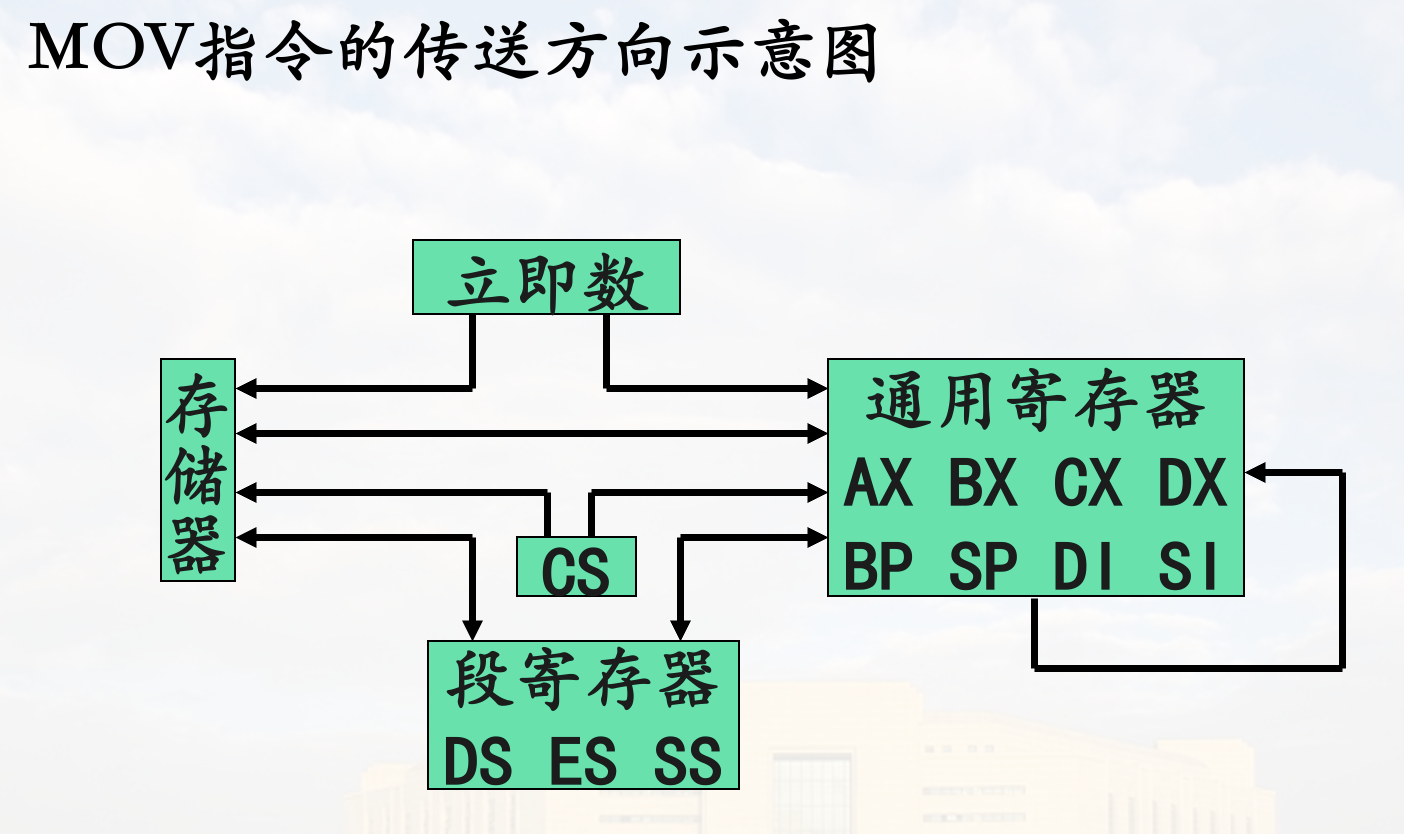 MOV指令的传送方向示意图
立即数
存储器
通用寄存器
AX BX CX DX
BP SP DI SI
CS
段寄存器
DS ES SS